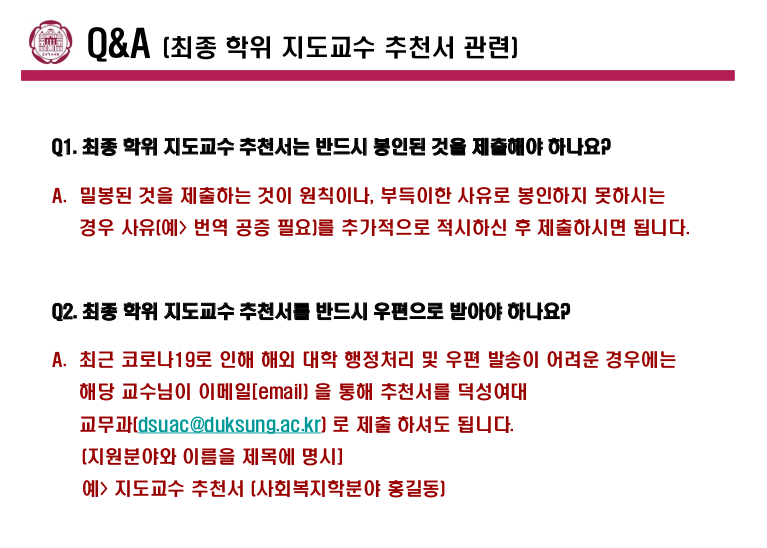 Q&A (최종 학위 지도교수 추천서 관련)
Q1. 최종 학위 지도교수 추천서는 반드시 봉인된 것을 제출해야 하나요?
A. 밀봉된 것을 제출하는 것이 원칙이나, 부득이한 사유로 봉인하지 못하시는
경우 사유(예> 번역 공증 필요)를 추가적으로 적시하신 후 제출하시면 됩니다.
Q2. 최종 학위 지도교수 추천서를 반드시 우편으로 받아야 하나요?
A. 최근 코로나19로 인해 해외 대학 행정처리 및 우편 발송이 어려운 경우에는
해당 교수님이 이메일(email) 을 통해 추천서를 덕성여대
교무과(dsuac@duksung.ac.kr) 로 제출 하셔도 됩니다.
(지원분야와 이름을 제목에 명시)
예> 지도교수 추천서 (사회복지학분야 홍길동)